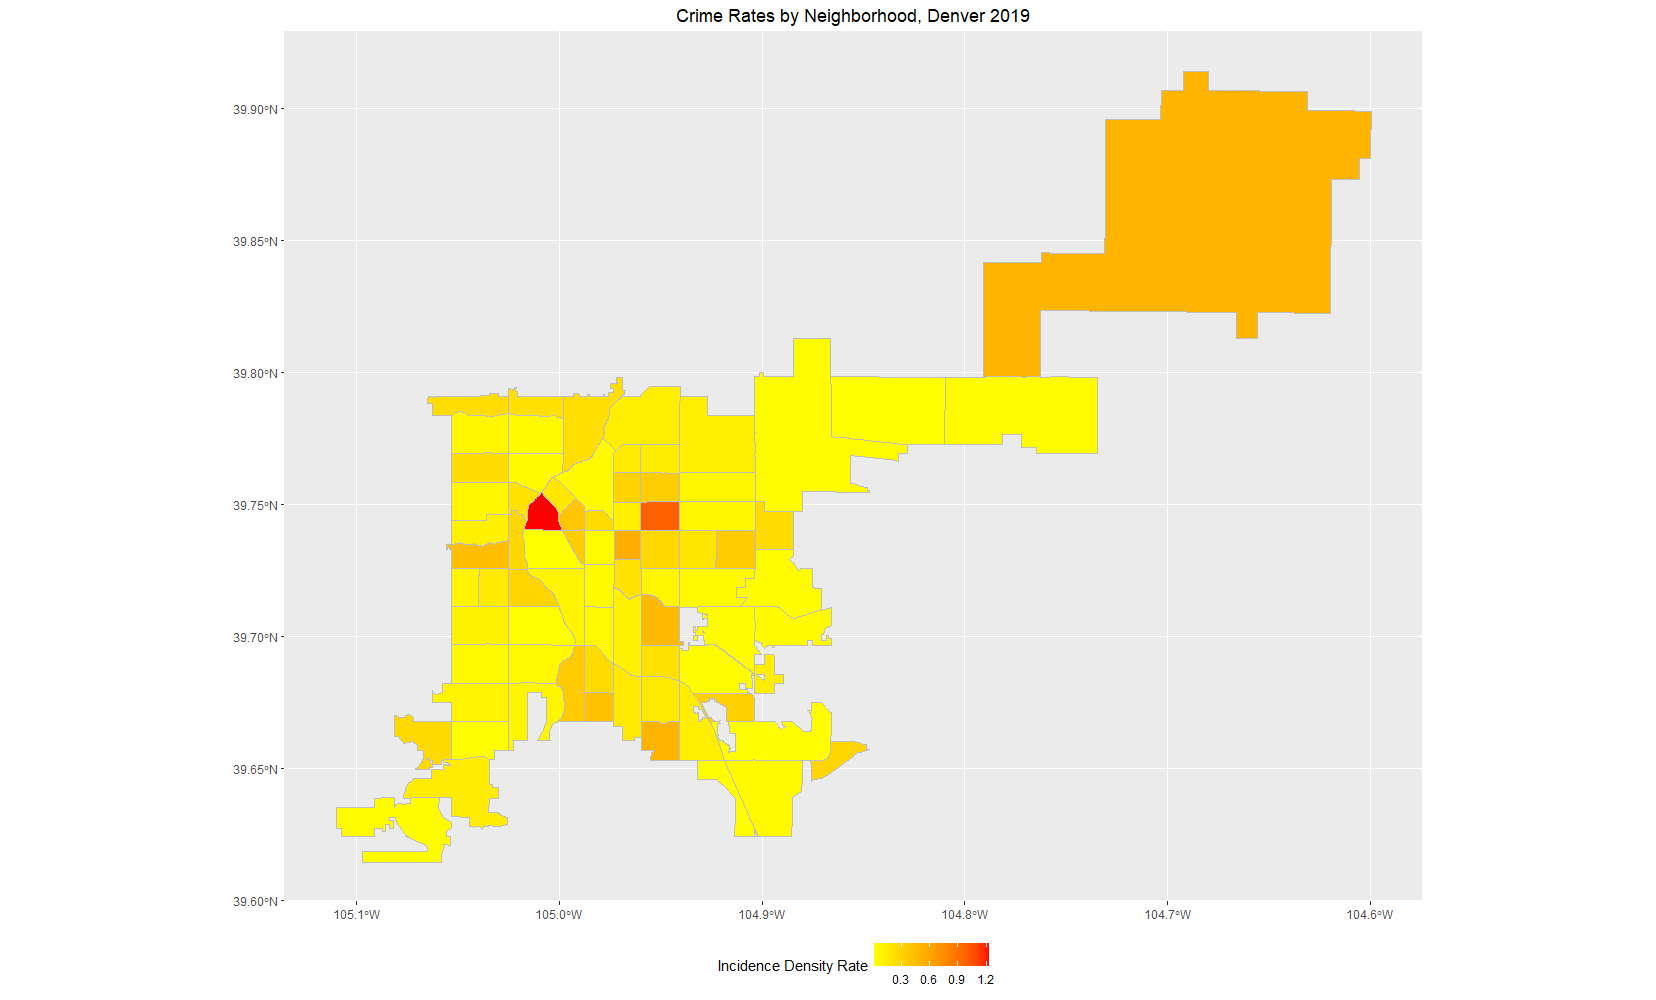 Crime Rates by Neighborhood, Denver 2019
39.90°N
39.85°N
39.80°N
39.75°N
39.70°N
39.65°N
39.60°N
105.1°W 105.0°W 104.9°W 104.8°W 104.7°W 104.6°W
Incidence Density Rate
0.3 0.6 0.9 1.2